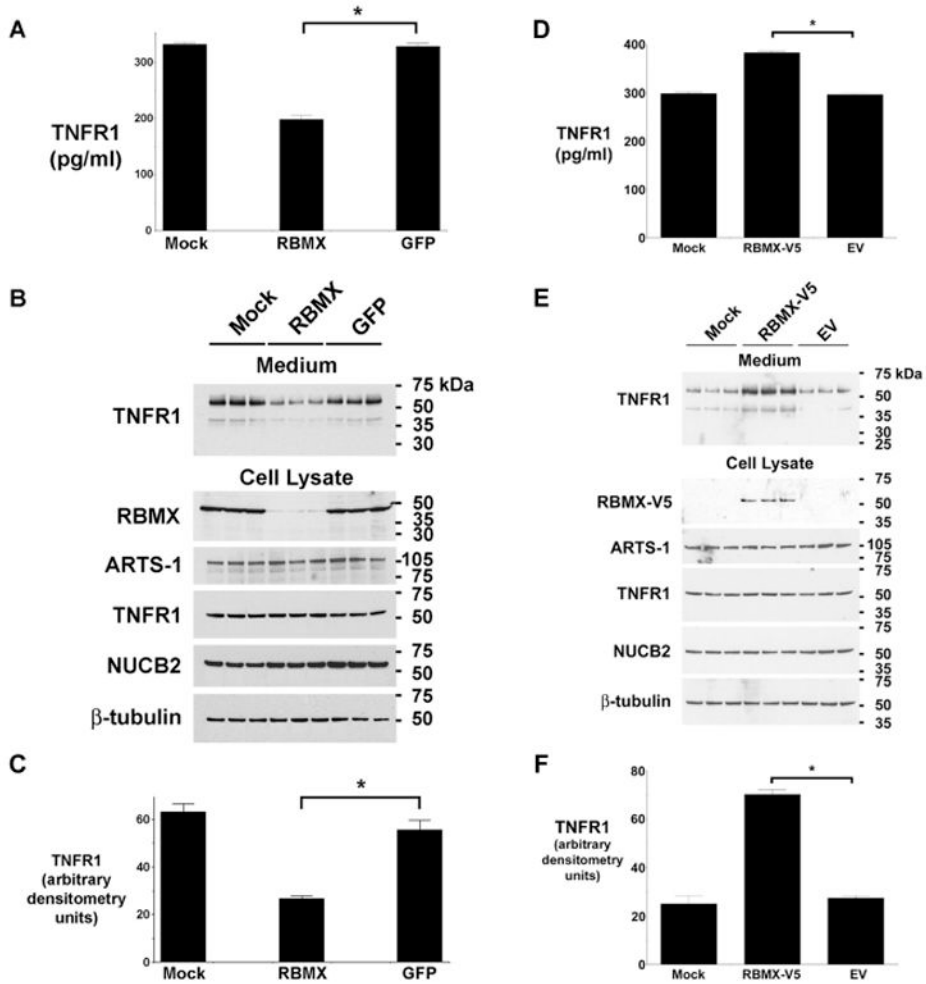 A
*
300
200
100
0
TNFR1
(pg/ml)
Mock RBMX GFP
B
Mock RBMX GFP
Medium
75 kDa
TNFR1
50
35
30
Cell Lysate
RBMX
50
35
30
ARTS-1
105
75
75
TNFR1
50
75
NUCB2
50
75
β-tubulin
50
C
*
60
40
20
0
TNFR1
(arbitrary
densitometry
units)
Mock RBMX GFP
D
*
400
300
200
100
0
TNFR1
(pg/ml)
Mock RBMX-V5 EV
E
Mock RBMX-V5 EV
Medium
75 kDa
TNFR1
50
35
30
25
Cell Lysate
75
RBMX-V5
50
35
ARTS-1
105
75
75
TNFR1
50
35
75
NUCB2
50
35
75
β-tubulin
50
35
F
*
80
60
40
20
0
TNFR1
(arbitrary
densitometry
units)
Mock RBMX-V5 EV